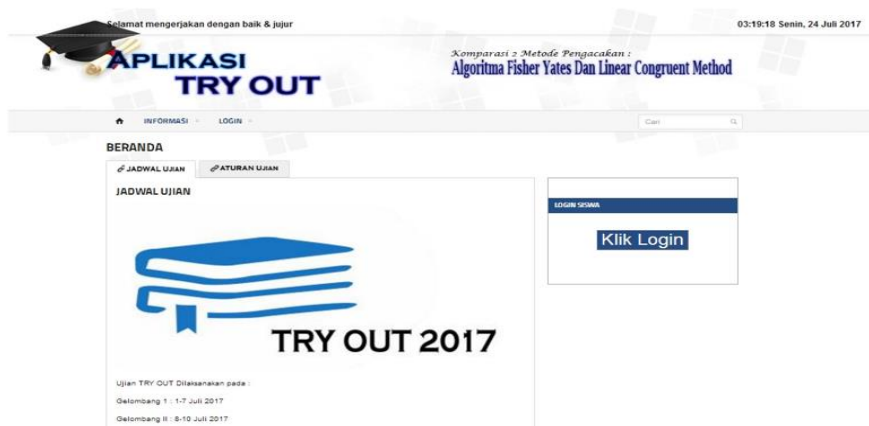 Selamat mengerjakan dengan baik & jujur
03:19:18 Senin, 24 Juli 2017
APLIKASI
TRY OUT
Komparasi 2 Metode Pengacakan :
Algoritma Fisher Yates Dan Linear Congruent Method
INFORMASI
LOGIN
Cari
BERANDA
JADWAL UJIAN
ATURAN UJIAN
JADWAL UJIAN
LOGIN SISWA
Klik Login
TRY OUT 2017
Ujian TRY OUT Dilaksanakan pada :
Gelombang 1 : 1-7 Juli 2017
Gelombang II : 8-10 Juli 2017